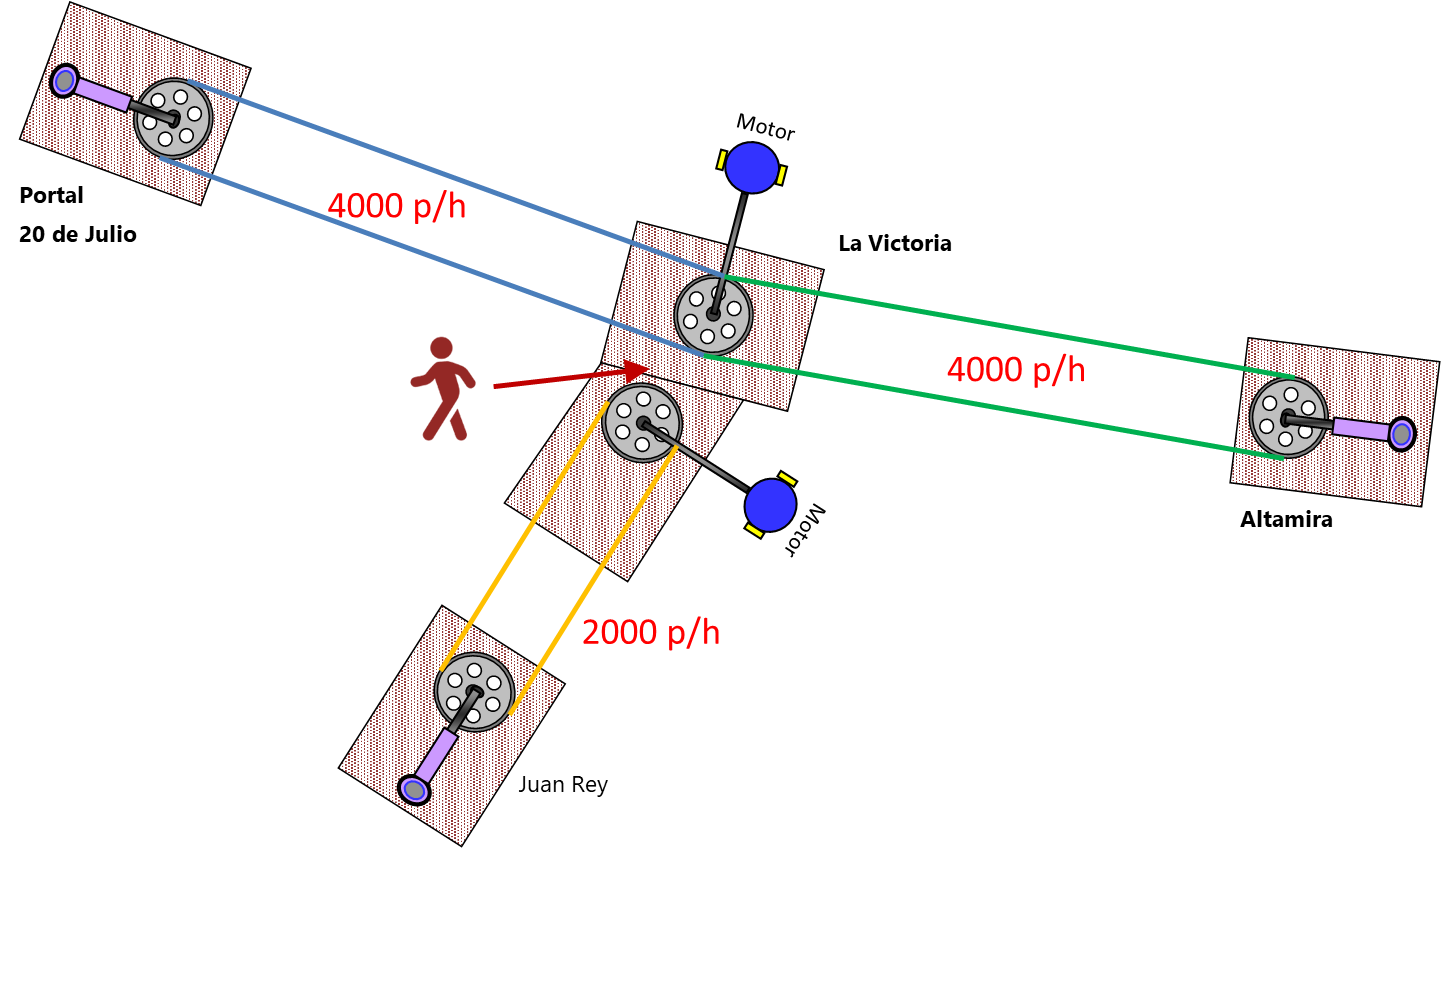 Motor
Portal
20 de Julio
4000 p/h
La Victoria
4000 p/h
Altamira
Motor
2000 p/h
Juan Rey